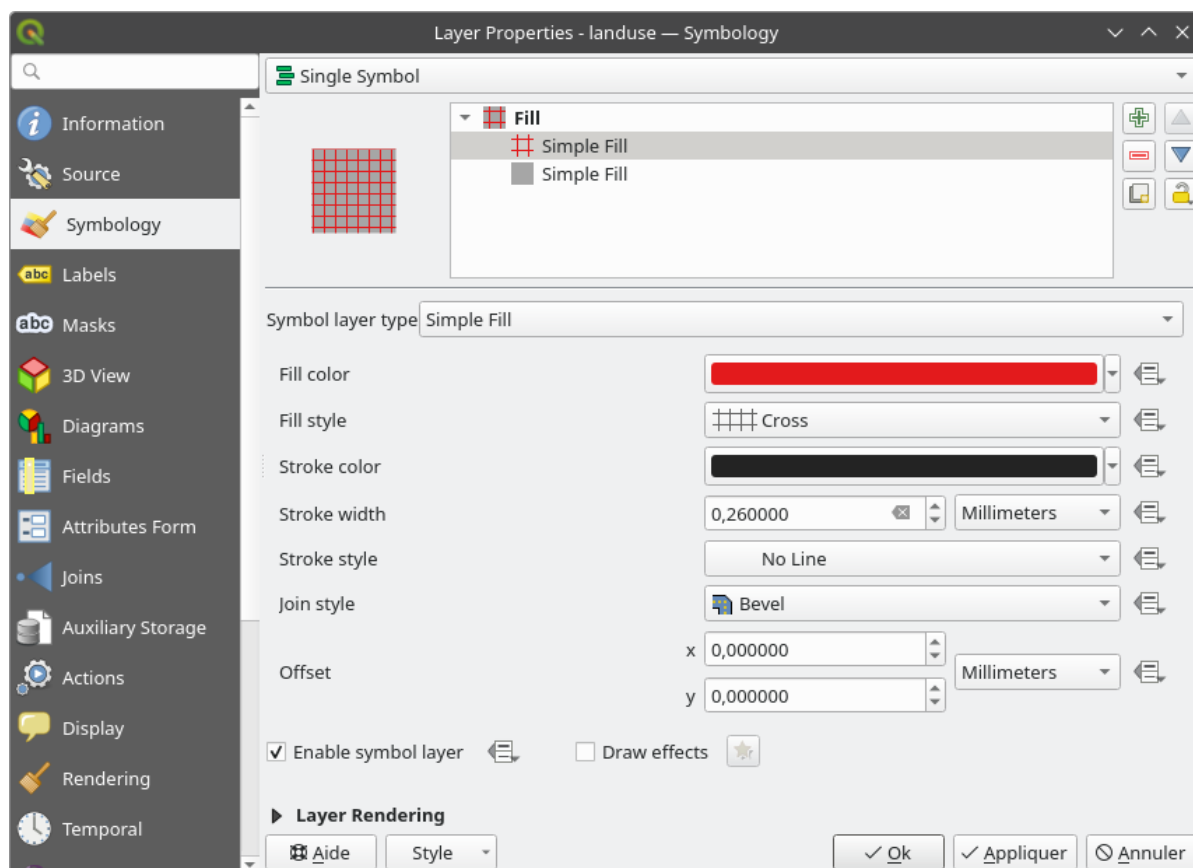 Layer Properties - landuse — Symbology
Single Symbol
Information
Source
Symbology
abc Labels
abc Masks
3D View
Diagrams
Fields
Attributes Form
Joins
Auxiliary Storage
Actions
Display
Rendering
Temporal
Fill
Simple Fill
Simple Fill
Symbol layer type Simple Fill
Fill color
Fill style Cross
Stroke color
Stroke width 0,260000 Millimeters
Stroke style No Line
Join style Bevel
Offset x 0,000000 Millimeters
y 0,000000
Enable symbol layer Draw effects
Layer Rendering
Aide Style Ok Appliquer Annuler